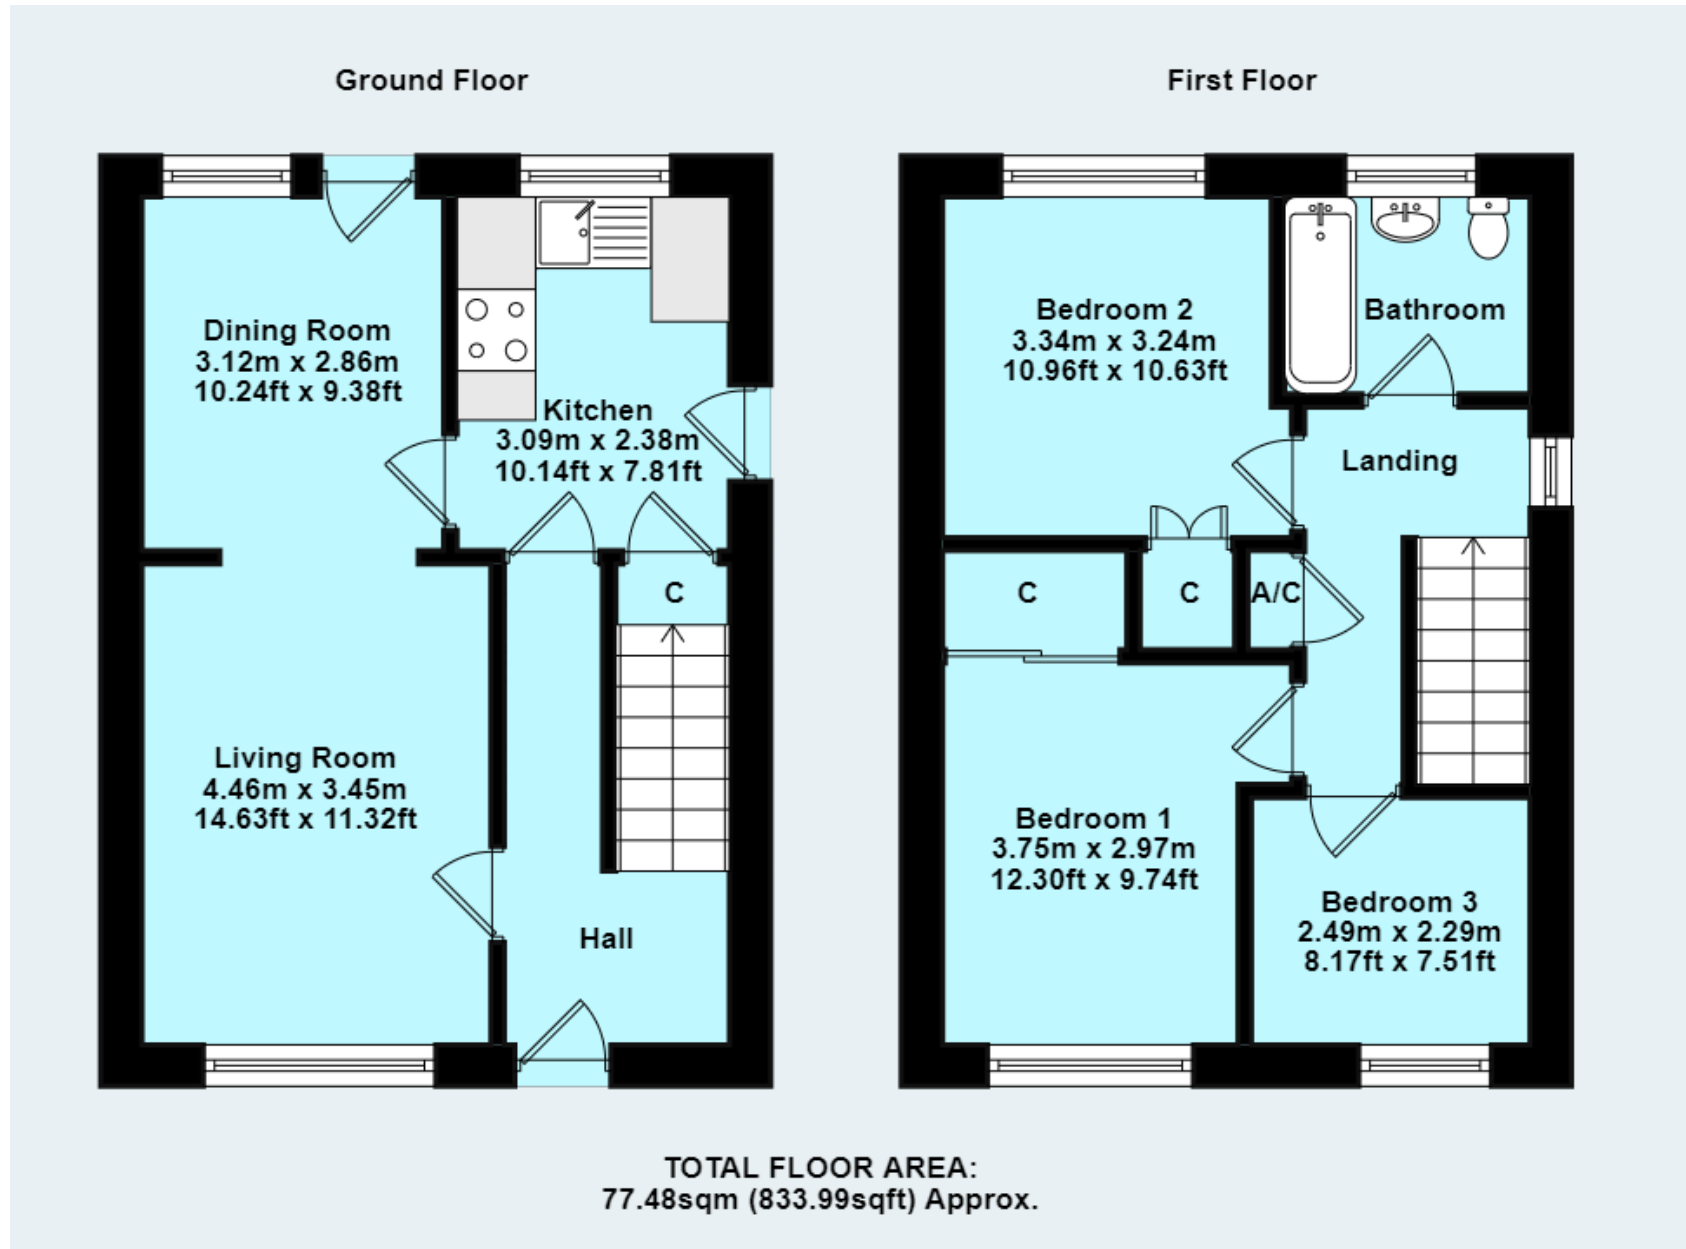 Ground Floor
First Floor
Dining Room
3.12m x 2.86m
10.24ft x 9.38ft
Kitchen
3.09m x 2.38m
10.14ft x 7.81ft
C
Living Room
4.46m x 3.45m
14.63ft x 11.32ft
Hall
Bedroom 2
3.34m x 3.24m
10.96ft x 10.63ft
Bathroom
Landing
C
C
A/C
Bedroom 1
3.75m x 2.97m
12.30ft x 9.74ft
Bedroom 3
2.49m x 2.29m
8.17ft x 7.51ft
TOTAL FLOOR AREA:
77.48sqm (833.99sqft) Approx.